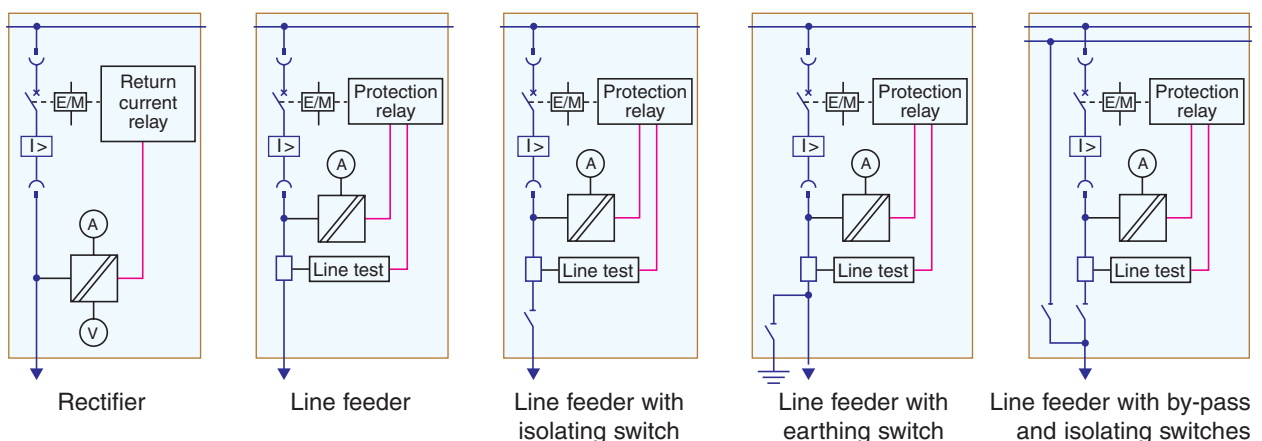 Return
current
relay
E/M
I>
A
V
Rectifier
Protection
relay
E/M
I>
A
Line test
Line feeder
Protection
relay
E/M
I>
A
Line test
Line feeder with
isolating switch
Protection
relay
E/M
I>
A
Line test
Line feeder with
earthing switch
Protection
relay
E/M
I>
A
Line test
Line feeder with by-pass
and isolating switches